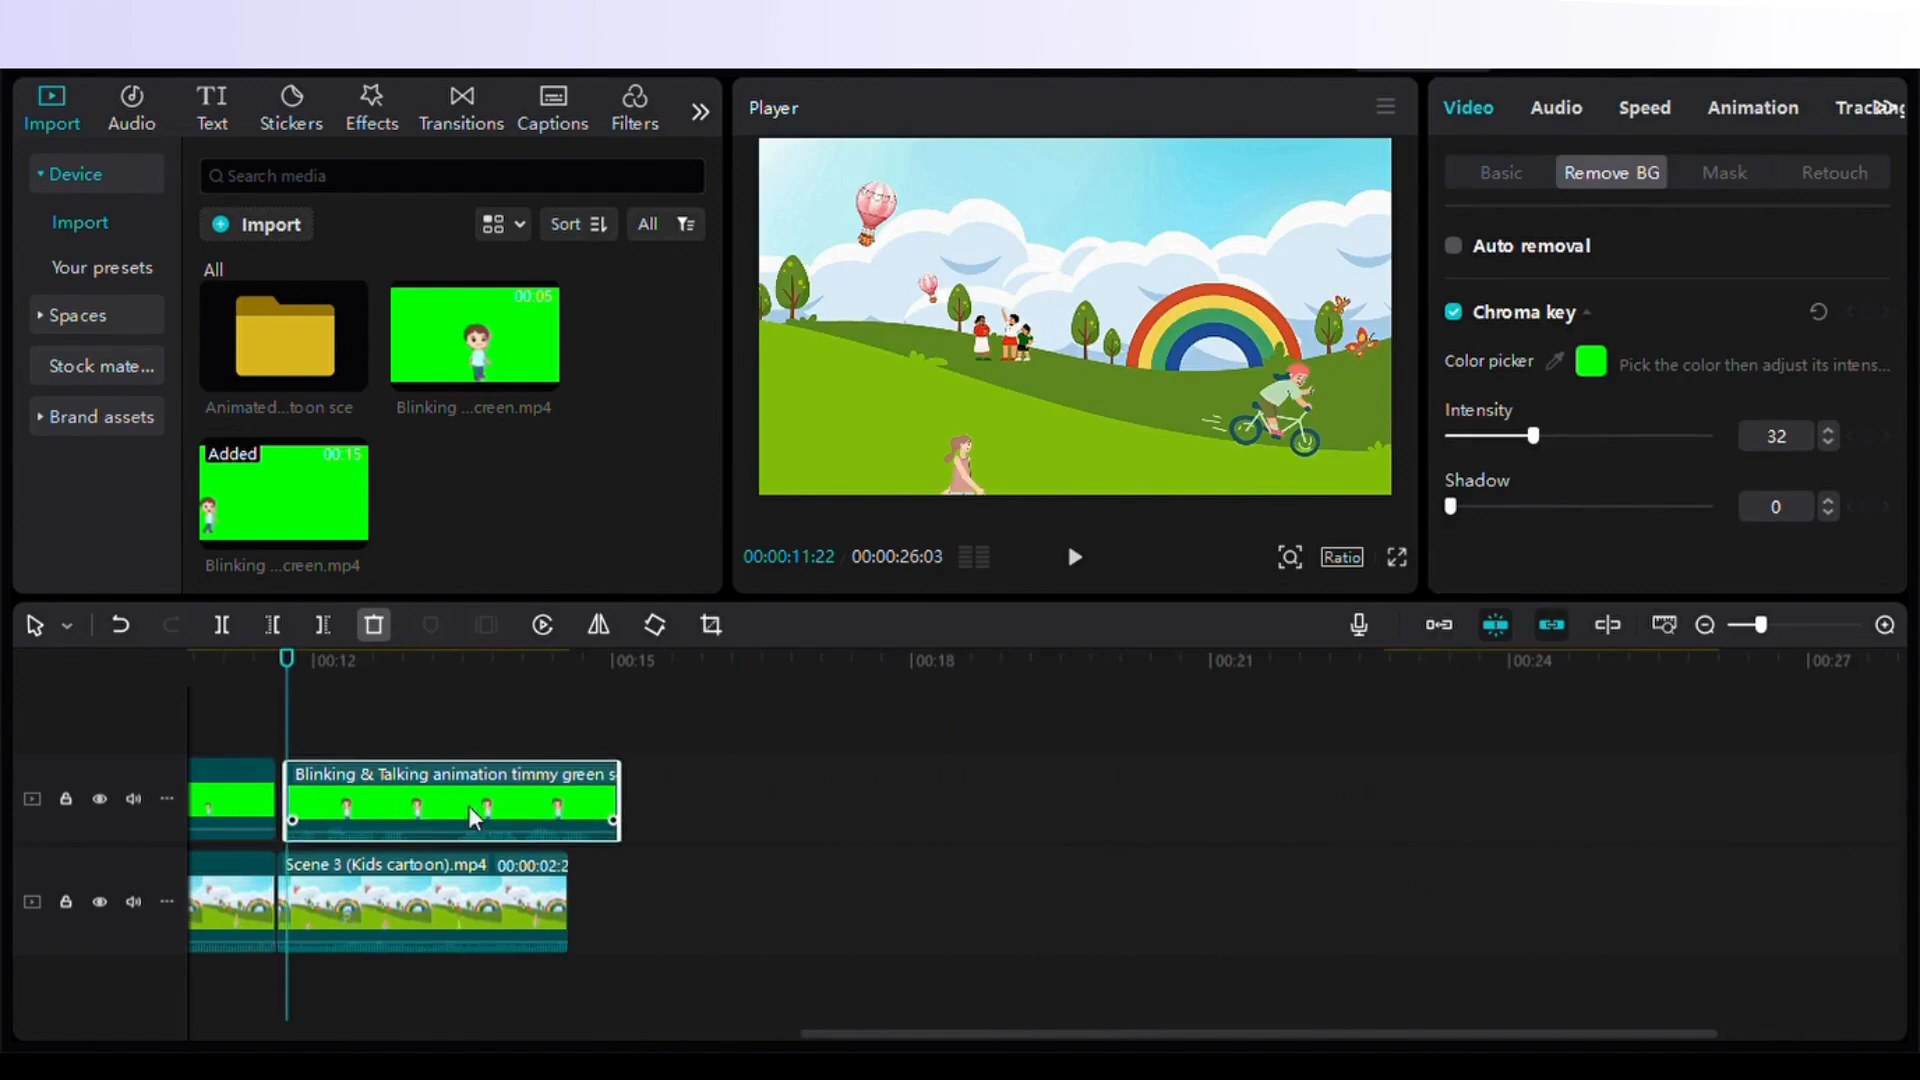 Import
Audio
Text
Stickers
Effects
Transitions
Captions
Filters
Device
Import
Your presets
Spaces
Stock mate...
Brand assets
Search media
Import
Sort
All
All
Animated...toon sce
00:05
Blinking ...creen.mp4
Added
00:15
Blinking ...creen.mp4
Player
00:00:11:22
00:00:26:03
Ratio
Video
Audio
Speed
Animation
Basic
Remove BG
Mask
Retouch
Auto removal
Chroma key
Color picker
Pick the color then adjust its intens...
Intensity
32
Shadow
0
00:12
00:15
00:18
00:21
00:24
00:27
Blinking & Talking animation timmy green s
Scene 3 (Kids cartoon).mp4 00:00:02:2